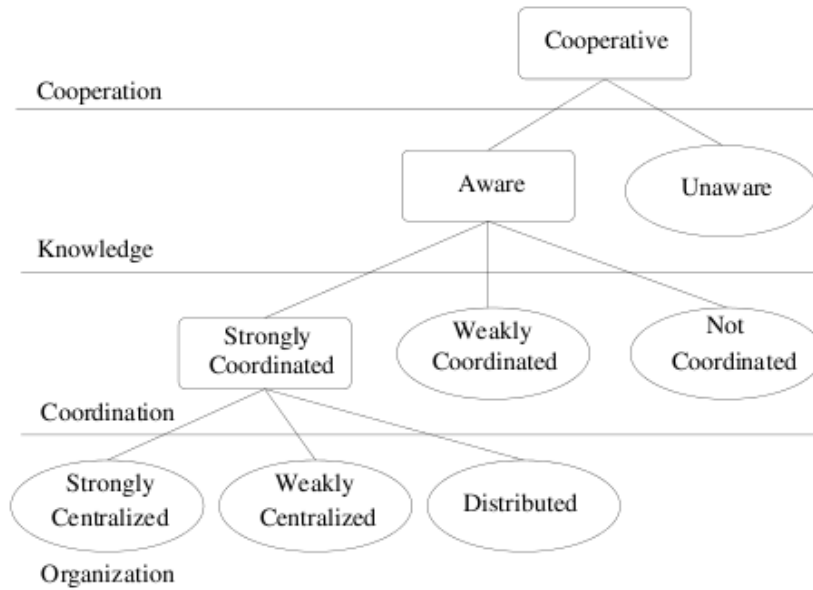 Cooperative
Cooperation
Aware
Unaware
Knowledge
Strongly
Coordinated
Weakly
Coordinated
Not
Coordinated
Coordination
Strongly
Centralized
Weakly
Centralized
Distributed
Organization